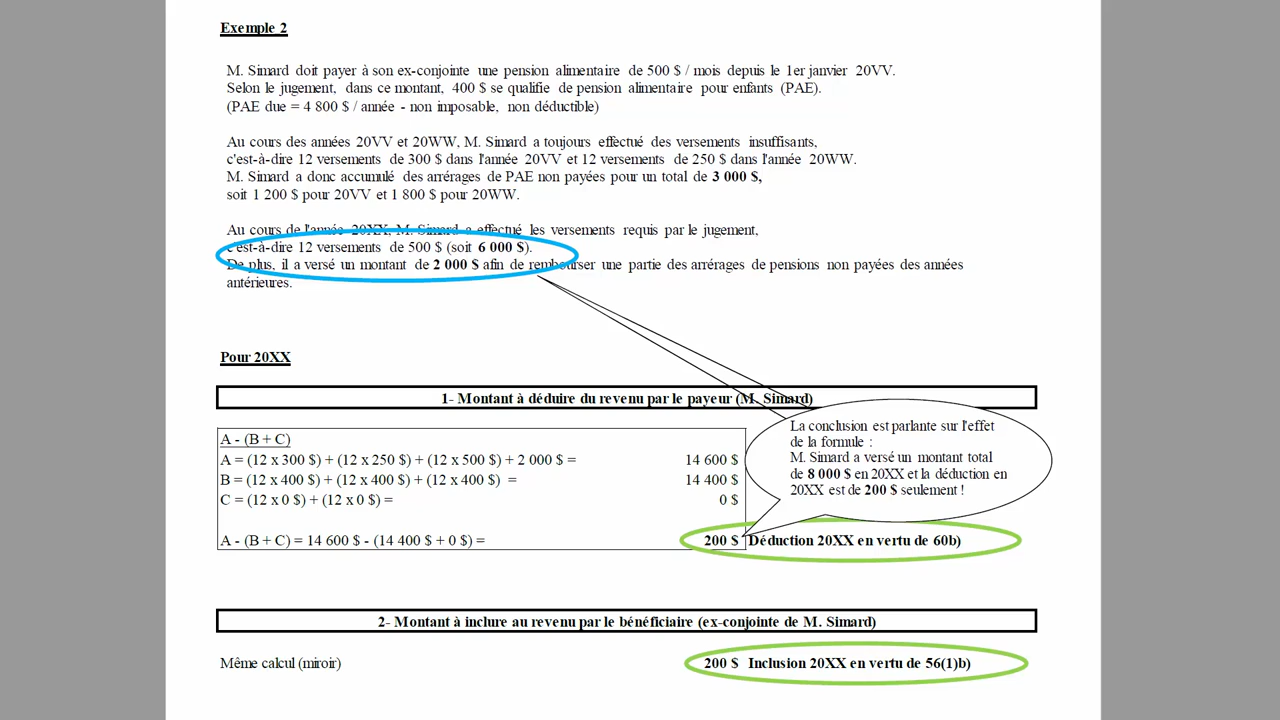 Exemple 2
M. Simard doit payer à son ex-conjointe une pension alimentaire de 500 $ / mois depuis le 1er janvier 20VV.
Selon le jugement, dans ce montant, 400 $ se qualifie de pension alimentaire pour enfants (PAE).
(PAE due = 4 800 $ / année - non imposable, non déductible)
Au cours des années 20VV et 20WW, M. Simard a toujours effectué des versements insuffisants,
c'est-à-dire 12 versements de 300 $ dans l'année 20VV et 12 versements de 250 $ dans l'année 20WW.
M. Simard a donc accumulé des arrérages de PAE non payées pour un total de 3 000 $,
soit 1 200 $ pour 20VV et 1 800 $ pour 20WW.
Au cours de l'année 20XX, M. Simard a effectué les versements requis par le jugement,
c'est-à-dire 12 versements de 500 $ (soit 6 000 $).
De plus, il a versé un montant de 2 000 $ afin de rembourser une partie des arrérages de pensions non payées des années
antérieures.
Pour 20XX
1- Montant à déduire du revenu par le payeur (M. Simard)
A - (B + C)
A = (12 x 300 $) + (12 x 250 $) + (12 x 500 $) + 2 000 $ = 14 600 $
B = (12 x 400 $) + (12 x 400 $) + (12 x 400 $) = 14 400 $
C = (12 x 0 $) + (12 x 0 $) = 0 $
La conclusion est parlante sur l'effet
de la formule :
M. Simard a versé un montant total
de 8 000 $ en 20XX et la déduction en
20XX est de 200 $ seulement !
A - (B + C) = 14 600 $ - (14 400 $ + 0 $) = 200 $ Déduction 20XX en vertu de 60b)
2- Montant à inclure au revenu par le bénéficiaire (ex-conjointe de M. Simard)
Même calcul (miroir) 200 $ Inclusion 20XX en vertu de 56(1)b)